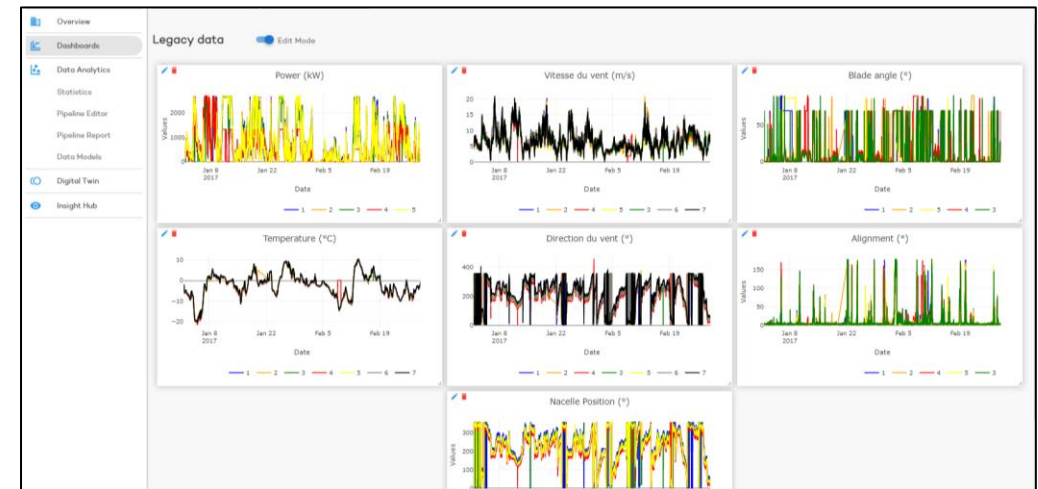 Overview
Dashboards
Data Analytics
Statistics
Pipeline Editor
Pipeline Report
Data Models
Digital Twin
Insight Hub
Legacy data Edit Mode
Power (kW)
Values
2000
1000
0
Jan 8 Jan 22 Feb 5 Feb 19
2017
Date
1 2 3 4 5
Vitesse du vent (m/s)
Values
20
15
10
5
0
Jan 8 Jan 22 Feb 5 Feb 19
2017
Date
1 2 4 5 3 6 7
Blade angle (°)
Values
50
0
Jan 8 Jan 22 Feb 5 Feb 19
2017
Date
1 2 4 5 3
Temperature (°C)
Values
10
0
−10
−20
Jan 8 Jan 22 Feb 5 Feb 19
2017
Date
1 2 3 4 5 6 7
Direction du vent (°)
Values
400
200
0
Jan 8 Jan 22 Feb 5 Feb 19
2017
Date
1 2 3 4 5 6 7
Alignment (°)
Values
150
100
50
0
Jan 8 Jan 22 Feb 5 Feb 19
2017
Date
1 2 4 5 3
Nacelle Position (°)
Values
300
200
100
0